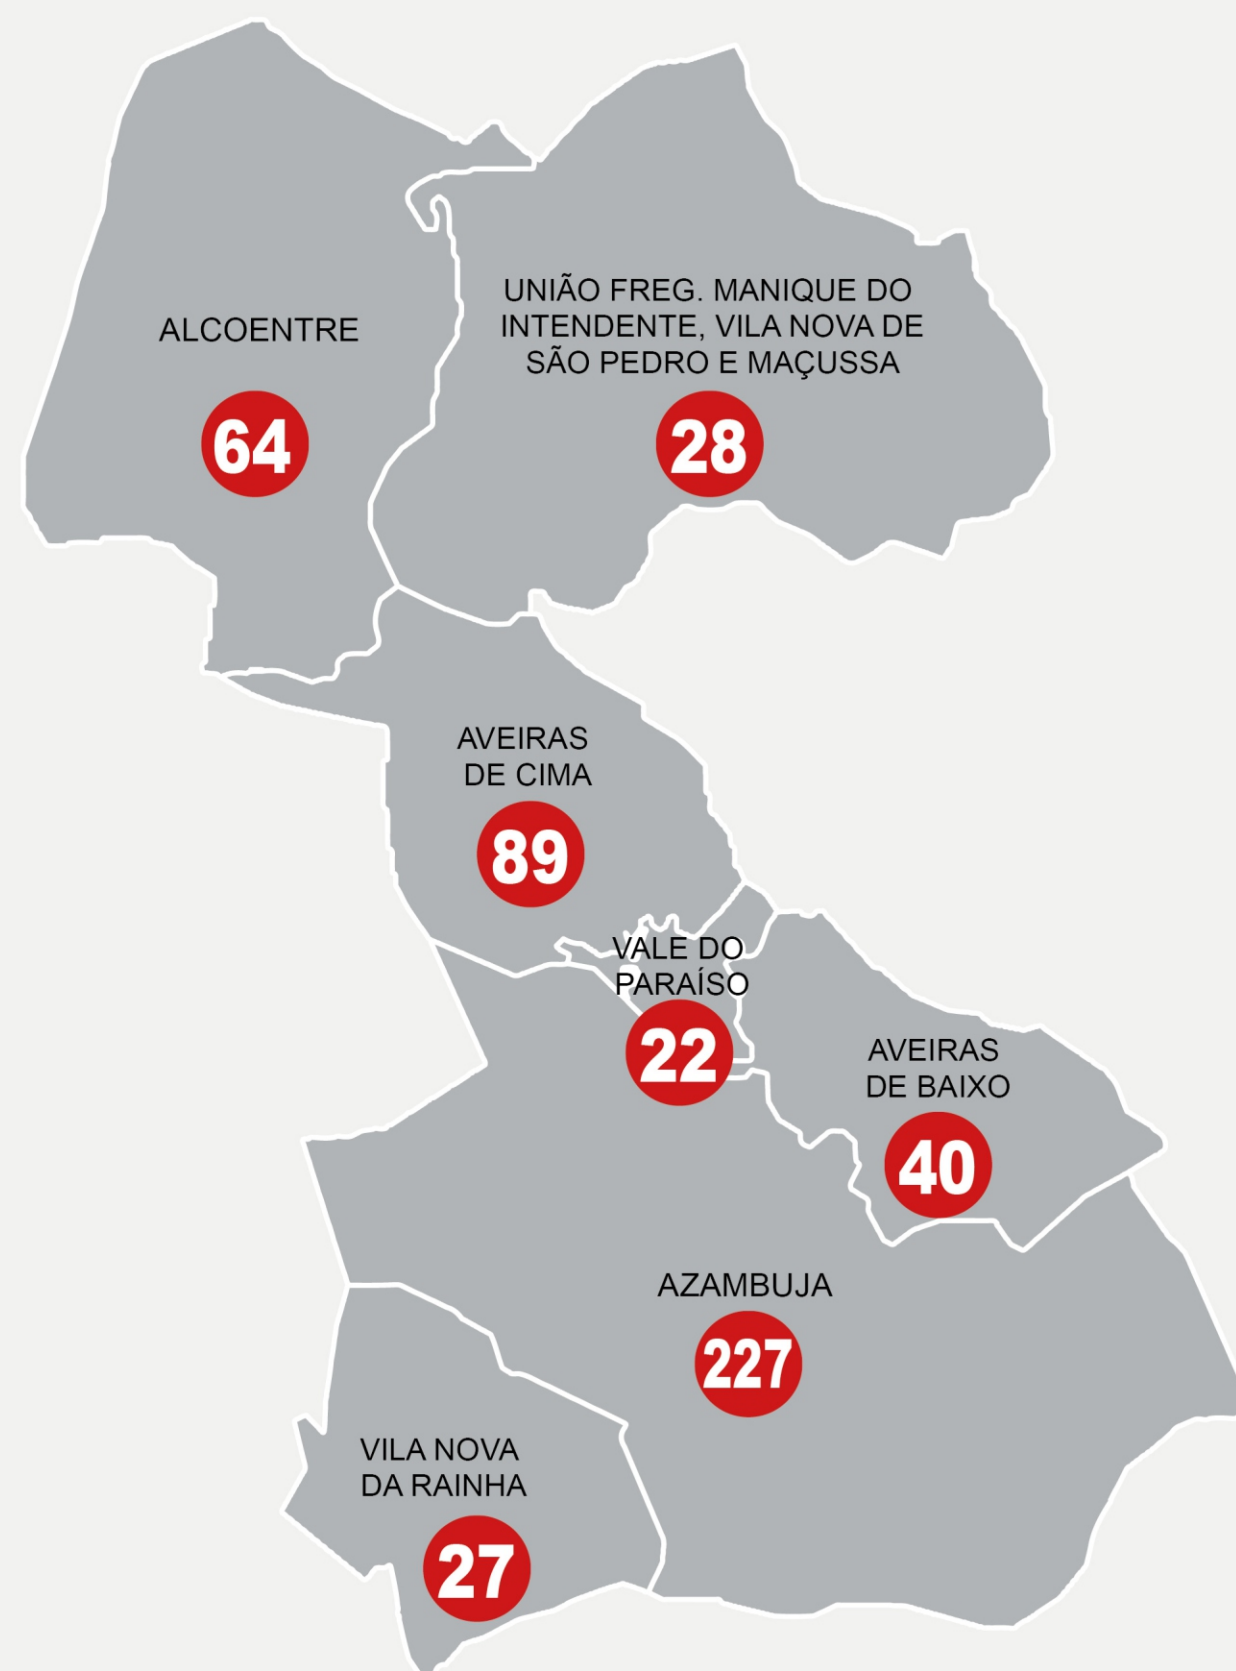 ALCOENTRE
64
UNIÃO FREG. MANIQUE DO
INTENDENTE, VILA NOVA DE
SÃO PEDRO E MAÇUSSA
28
AVEIRAS
DE CIMA
89
VALE DO
PARAÍSO
22
AVEIRAS
DE BAIXO
40
AZAMBUJA
227
VILA NOVA
DA RAINHA
27